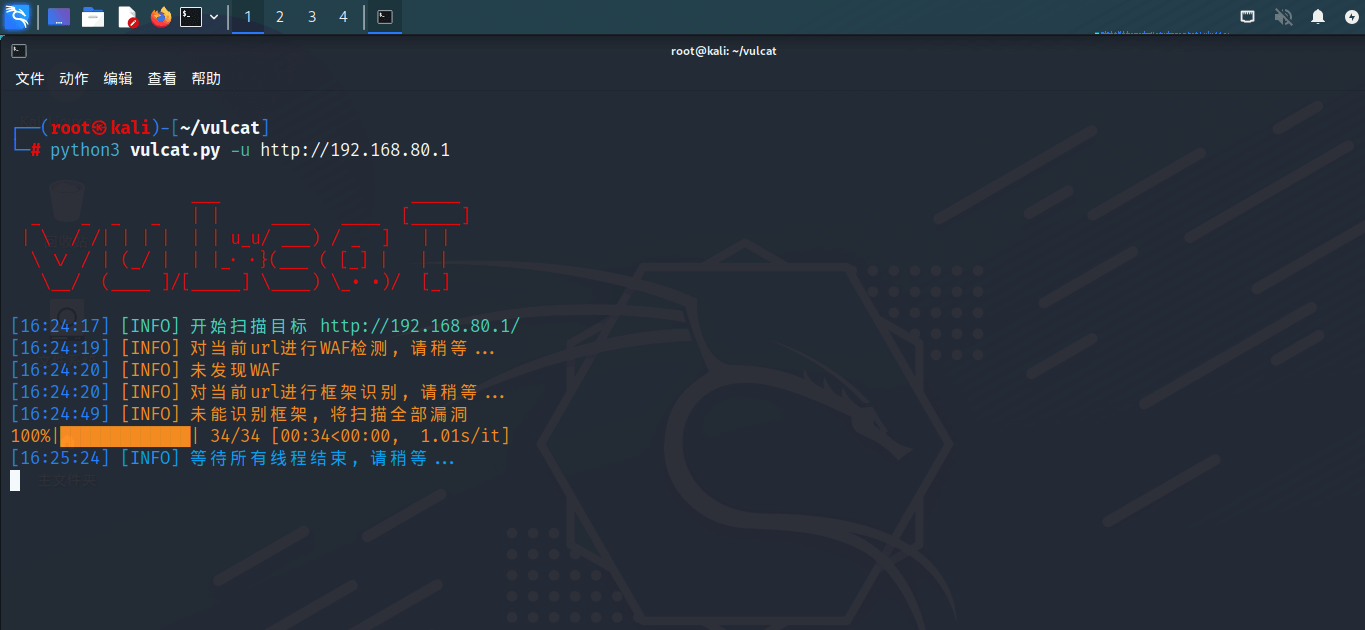 1 2 3 4
root@kali: ~/vulcat
文件 动作 编辑 查看 帮助
┌──(root㉿kali)-[~/vulcat]
└─# python3 vulcat.py -u http://192.168.80.1
[16:24:17] [INFO] 开始扫描目标 http://192.168.80.1/
[16:24:19] [INFO] 对当前url进行WAF检测, 请稍等...
[16:24:20] [INFO] 未发现WAF
[16:24:20] [INFO] 对当前url进行框架识别, 请稍等...
[16:24:49] [INFO] 未能识别框架, 将扫描全部漏洞
100%|█████████████| 34/34 [00:34<00:00, 1.01s/it]
[16:25:24] [INFO] 等待所有线程结束, 请稍等...
主文件夹